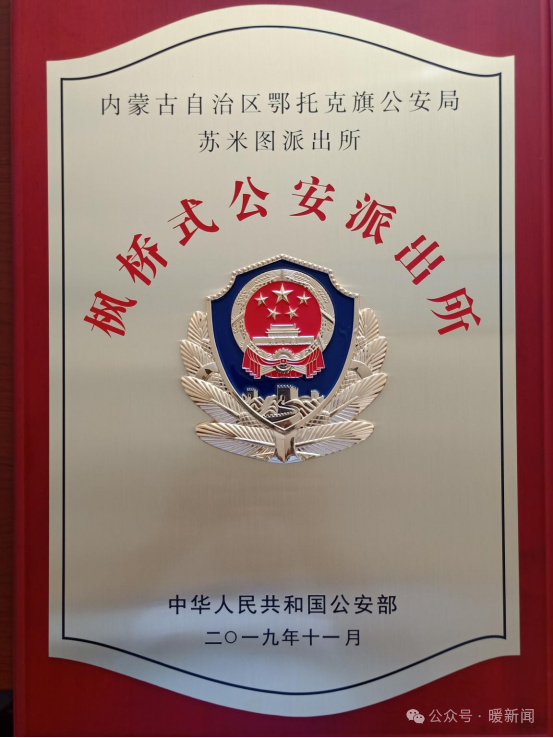 内蒙古自治区鄂托克旗公安局
苏米图派出所
枫桥式公安派出所
中华人民共和国公安部
二〇一九年十一月
公众号·暖新闻